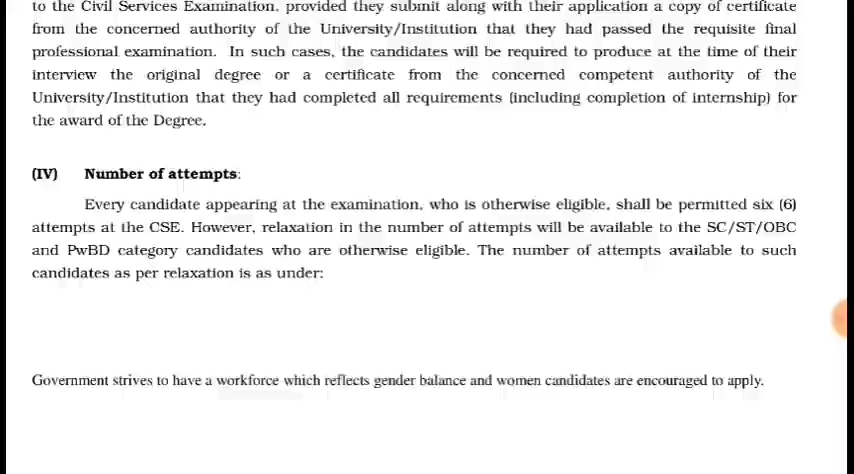 to the Civil Services Examination, provided they submit along with their application a copy of certificate
from the concerned authority of the University/Institution that they had passed the requisite final
professional examination. In such cases, the candidates will be required to produce at the time of their
interview the original degree or a certificate from the concerned competent authority of the
University/Institution that they had completed all requirements (including completion of internship) for
the award of the Degree.
(IV) Number of attempts:
Every candidate appearing at the examination, who is otherwise eligible, shall be permitted six (6)
attempts at the CSE. However, relaxation in the number of attempts will be available to the SC/ST/OBC
and PwBD category candidates who are otherwise eligible. The number of attempts available to such
candidates as per relaxation is as under:
Government strives to have a workforce which reflects gender balance and women candidates are encouraged to apply.